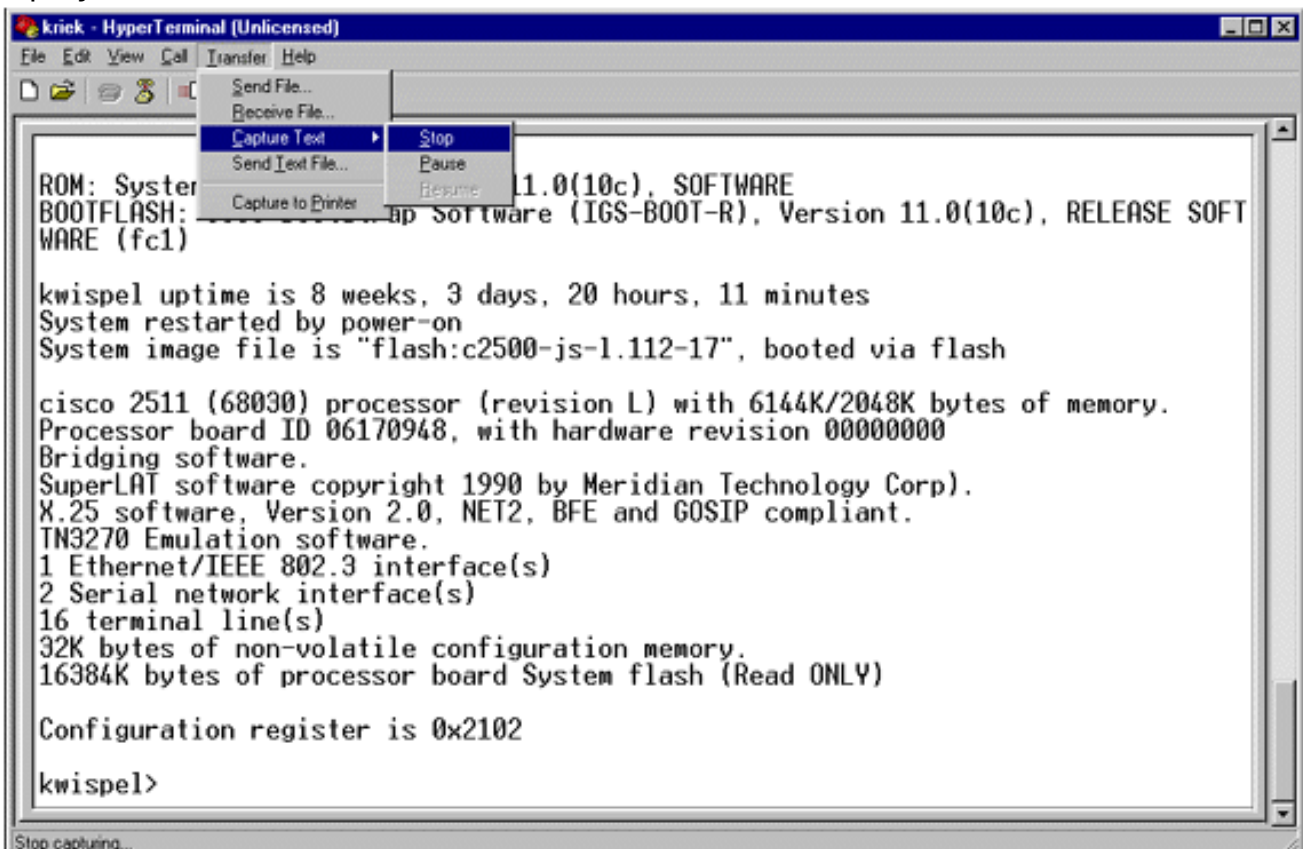 kriek - HyperTerminal (Unlicensed)
File Edit View Call Transfer Help
Send File...
Receive File...
Capture Text
Send Text File...
Capture to Printer
Stop
Pause
Resume
ROM: 11.0(10c), SOFTWARE
BOOTFLASH: Software (IGS-BOOT-R), Version 11.0(10c), RELEASE SOFT
WARE (fc1)
kwispel uptime is 8 weeks, 3 days, 20 hours, 11 minutes
System restarted by power-on
System image file is "flash:c2500-js-l.112-17", booted via flash
cisco 2511 (68030) processor (revision L) with 6144K/2048K bytes of memory.
Processor board ID 06170948, with hardware revision 00000000
Bridging software.
SuperLAT software copyright 1990 by Meridian Technology Corp).
X.25 software, Version 2.0, NET2, BFE and GOSIP compliant.
TN3270 Emulation software.
1 Ethernet/IEEE 802.3 interface(s)
2 Serial network interface(s)
16 terminal line(s)
32K bytes of non-volatile configuration memory.
16384K bytes of processor board System flash (Read ONLY)
Configuration register is 0x2102
kwispel>
Stop capturing...